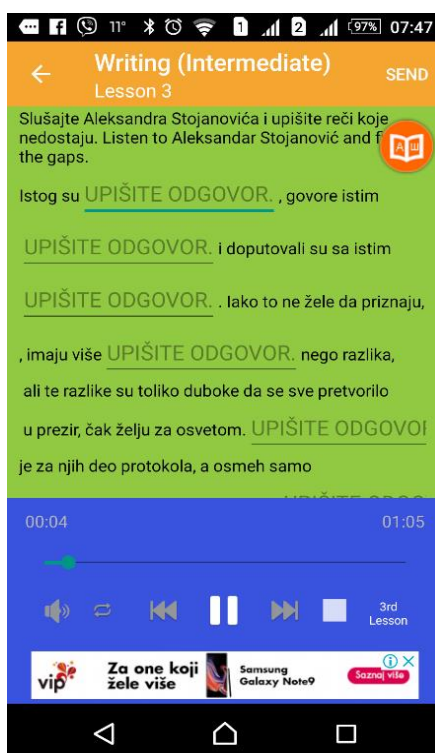 11° 1 2 97% 07:47
Writing (Intermediate)
SEND
Lesson 3
Slušajte Aleksandra Stojanovića i upišite reči koje
nedostaju. Listen to Aleksandar Stojanović and
the gaps.
Istog su UPIŠITE ODGOVOR. , govore istim
UPIŠITE ODGOVOR. i doputovali su sa istim
UPIŠITE ODGOVOR. . Iako to ne žele da priznaju,
, imaju više UPIŠITE ODGOVOR. nego razlika,
ali te razlike su toliko duboke da se sve pretvorilo
u prezir, čak želju za osvetom. UPIŠITE ODGOVOR
je za njih deo protokola, a osmeh samo
00:04 01:05
3rd
Lesson
vip
Za one koji
žele više
Samsung
Galaxy Note9
Saznaj više